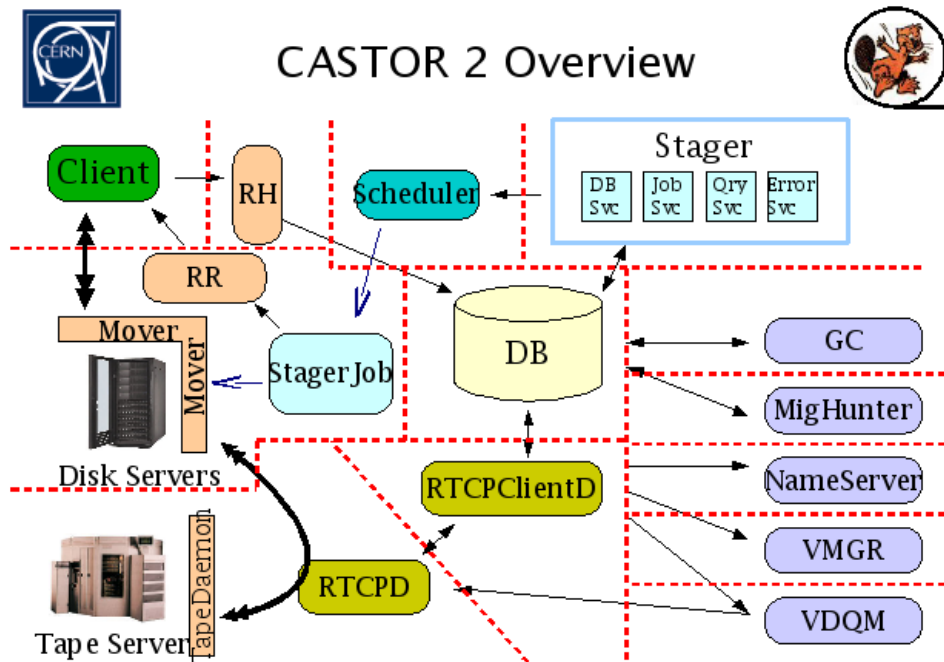 CERN
CASTOR 2 Overview
Client
RH
Scheduler
Stager
DB
Svc
Job
Svc
Qry
Svc
Error
Svc
RR
Mover
Mover
StagerJob
DB
GC
MigHunter
Disk Servers
RTCPClientD
NameServer
VMGR
TapeDaemon
RTCPD
VDQM
Tape Server